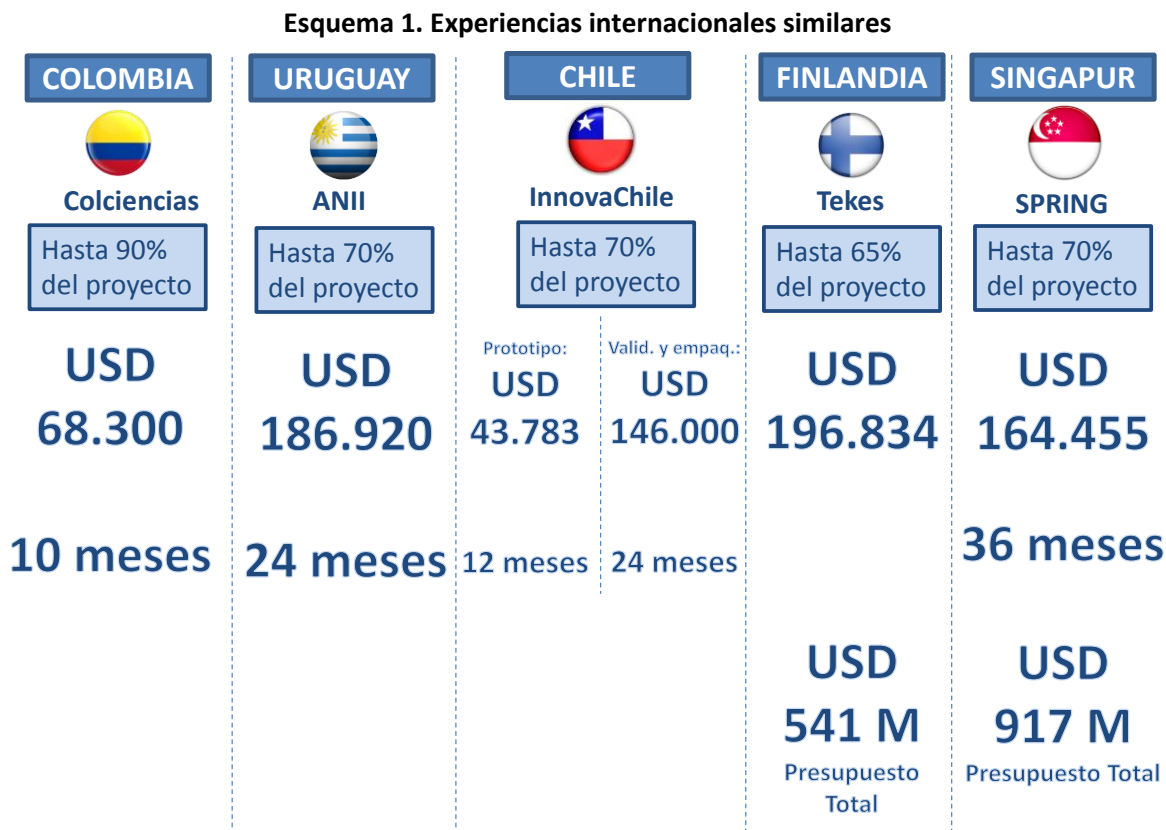 Esquema 1. Experiencias internacionales similares
COLOMBIA
Colciencias
Hasta 90%
del proyecto
USD
68.300
10 meses
URUGUAY
ANII
Hasta 70%
del proyecto
USD
186.920
24 meses
CHILE
InnovaChile
Hasta 70%
del proyecto
Prototipo:
USD
43.783
12 meses
Valid. y empaq.:
USD
146.000
24 meses
FINLANDIA
Tekes
Hasta 65%
del proyecto
USD
196.834
USD
541 M
Presupuesto
Total
SINGAPUR
SPRING
Hasta 70%
del proyecto
USD
164.455
36 meses
USD
917 M
Presupuesto Total